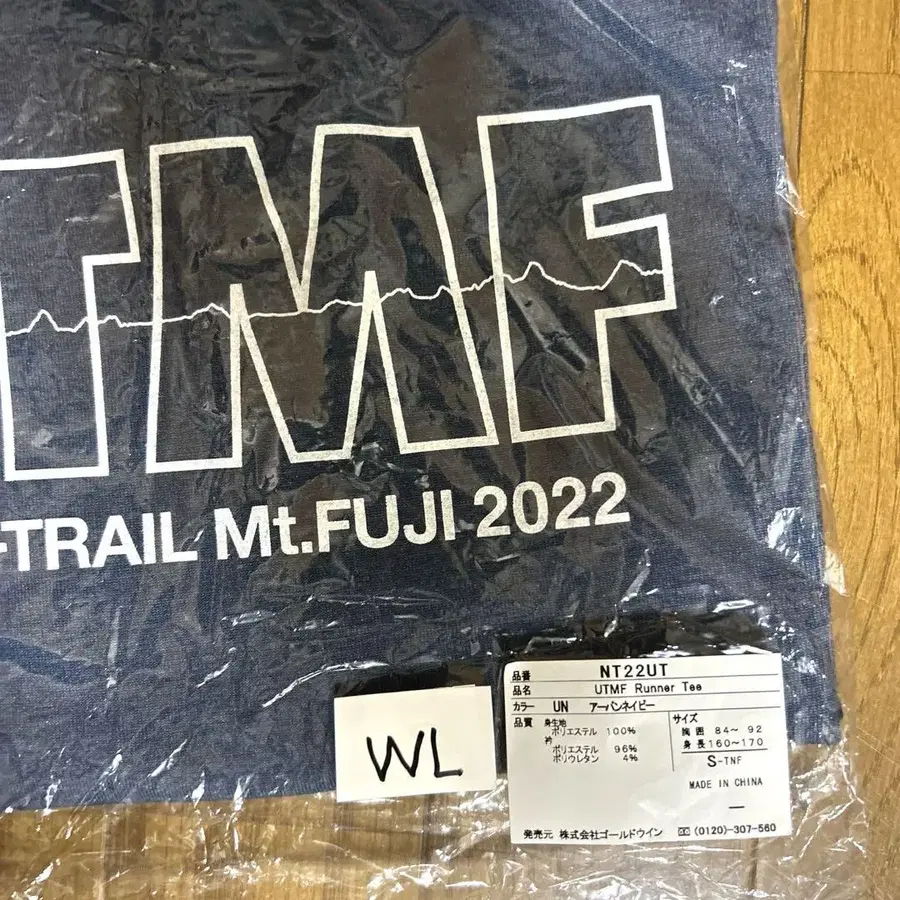 TMF
-TRAIL Mt.FUJI 2022
WL
品番 NT22UT
品名 UTMF Runner Tee
カラー UN アーバンネイビー
品質 身生地
ポリエステル 100%
衿
ポリエステル 96%
ポリウレタン 4%
サイズ
胸囲 84~ 92
身長160~170
S-TNF
MADE IN CHINA
—
発売元 株式会社ゴールドウイン (0120)-307-560